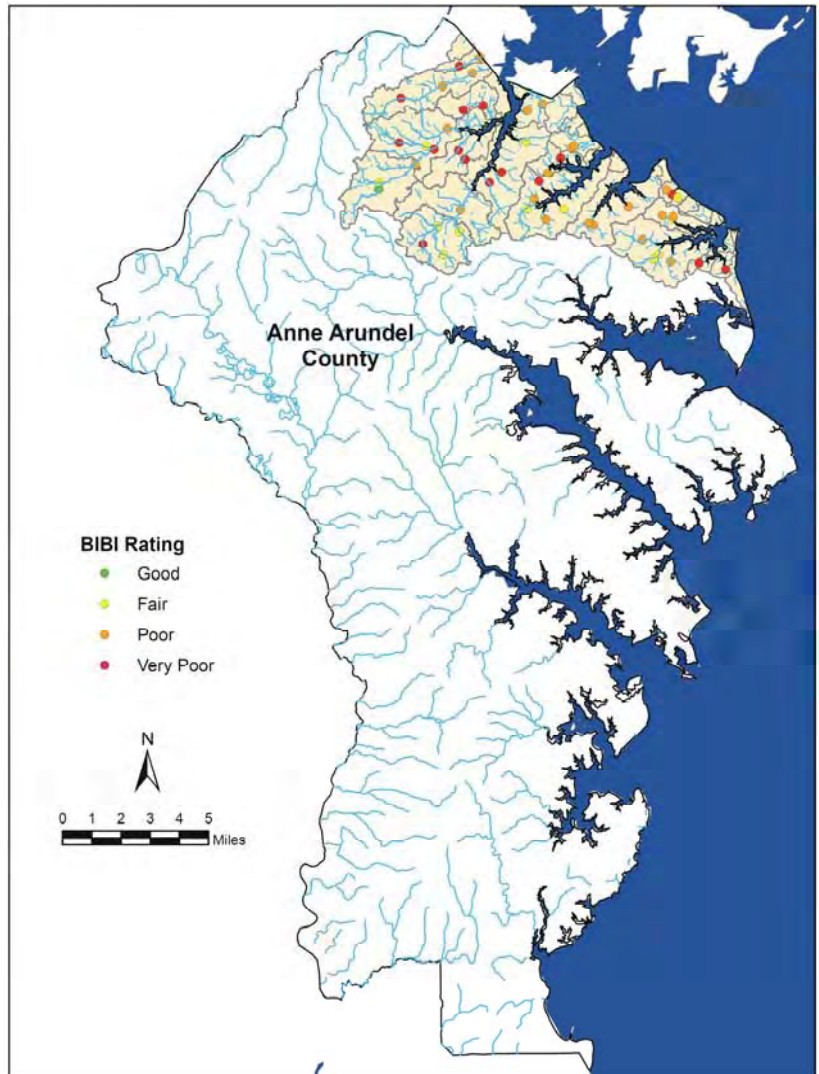 Anne Arundel
County
BIBI Rating
Good
Fair
Poor
Very Poor
N
0 1 2 3 4 5
Miles